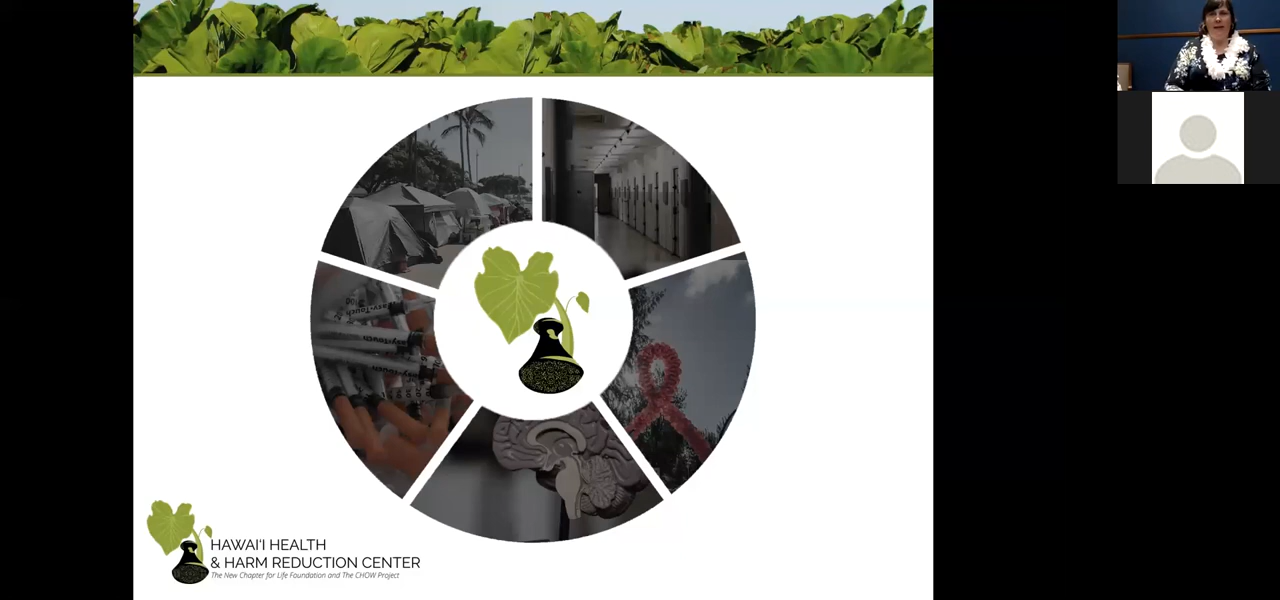 HAWAI'I HEALTH
& HARM REDUCTION CENTER
The New Chapter for Life Foundation and The CHOW Project